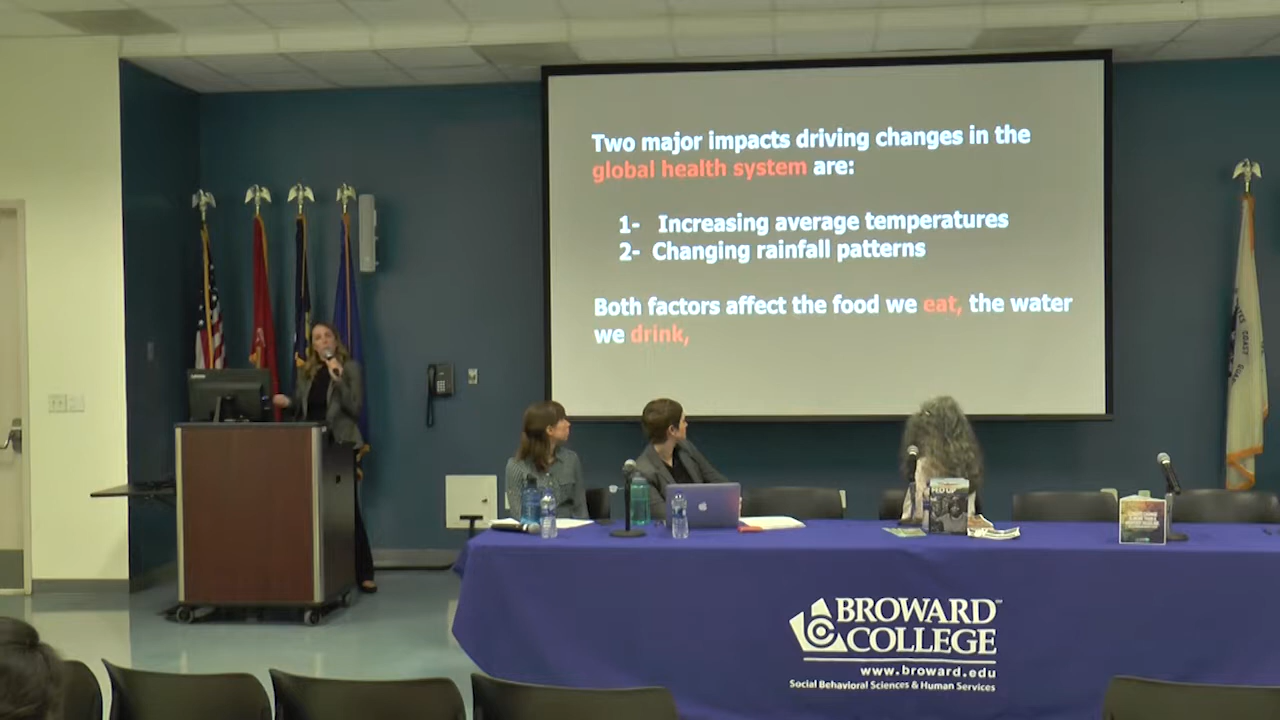 Two major impacts driving changes in the
global health system are:
1- Increasing average temperatures
2- Changing rainfall patterns
Both factors affect the food we eat, the water
we drink,
BROWARD
COLLEGE
www.broward.edu
Social Behavioral Sciences & Human Services